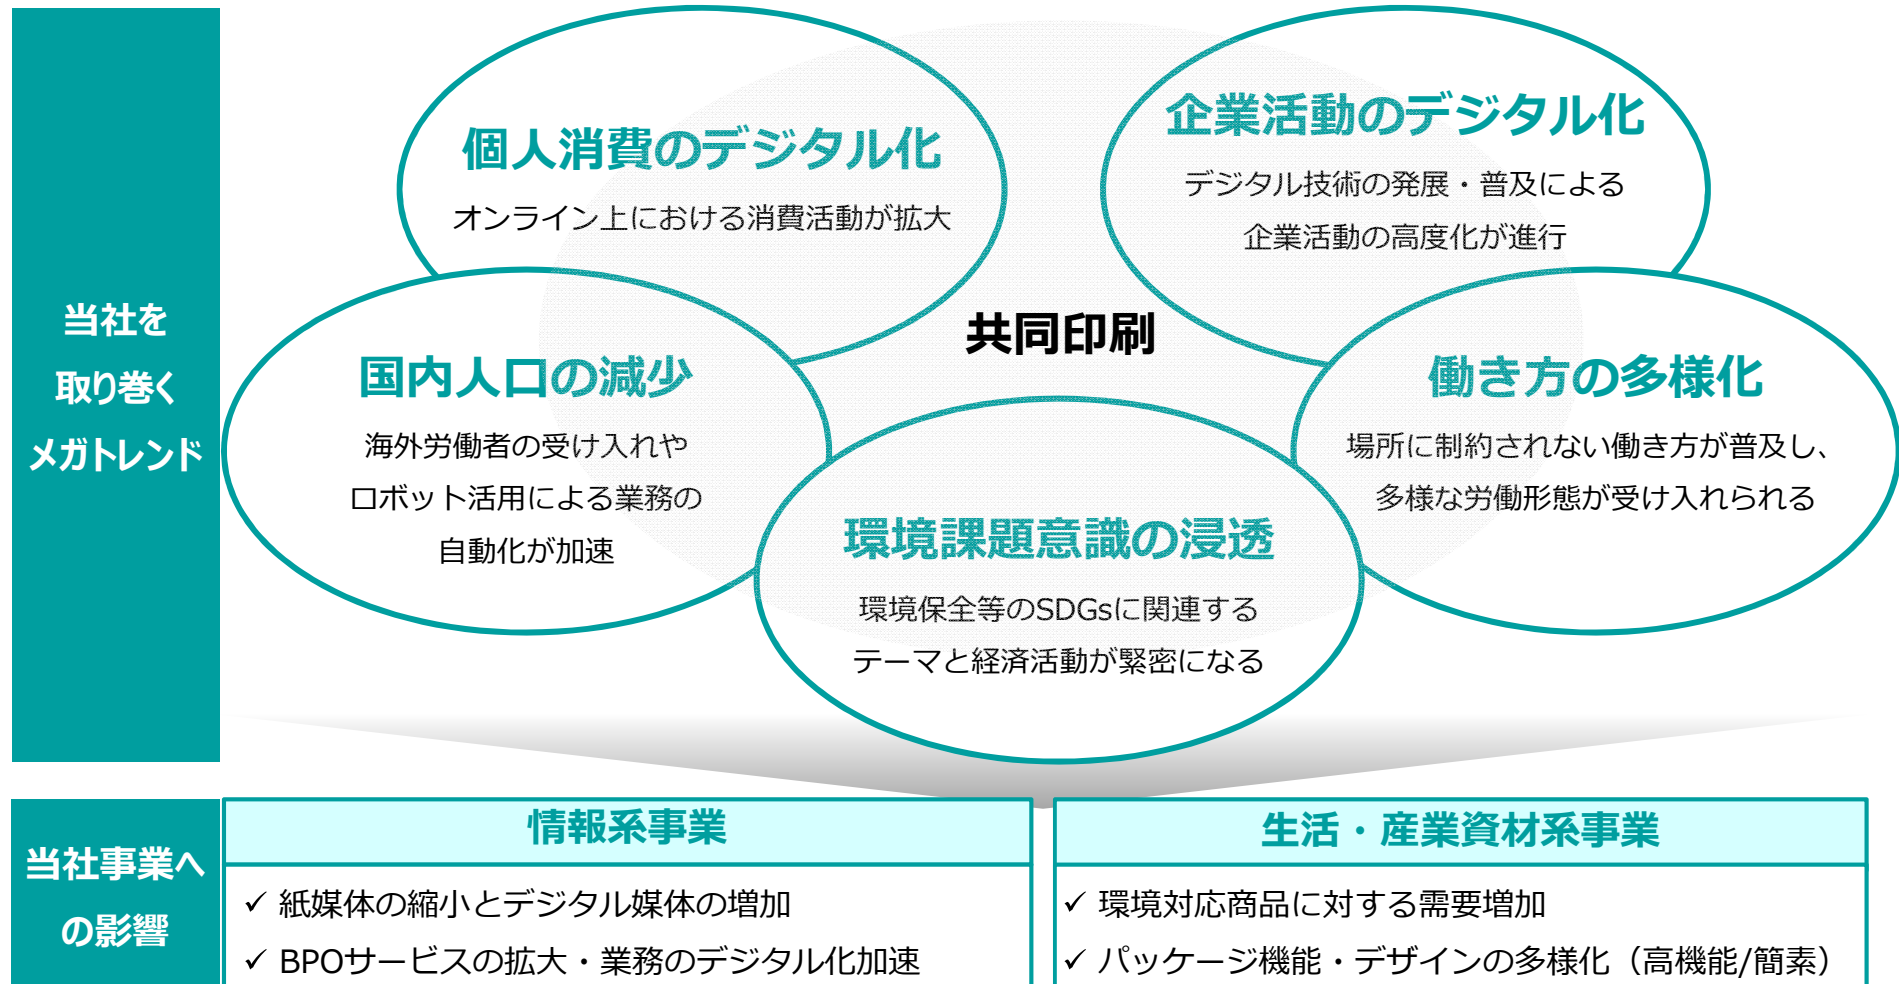 当社を
取り巻く
メガトレンド
個人消費のデジタル化
オンライン上における消費活動が拡大
企業活動のデジタル化
デジタル技術の発展・普及による
企業活動の高度化が進行
共同印刷
国内人口の減少
海外労働者の受け入れや
ロボット活用による業務の
自動化が加速
働き方の多様化
場所に制約されない働き方が普及し、
多様な労働形態が受け入れられる
環境課題意識の浸透
環境保全等のSDGsに関連する
テーマと経済活動が緊密になる
当社事業へ
の影響
情報系事業
✓ 紙媒体の縮小とデジタル媒体の増加
✓ BPOサービスの拡大・業務のデジタル化加速
生活・産業資材系事業
✓ 環境対応商品に対する需要増加
✓ パッケージ機能・デザインの多様化（高機能/簡素）